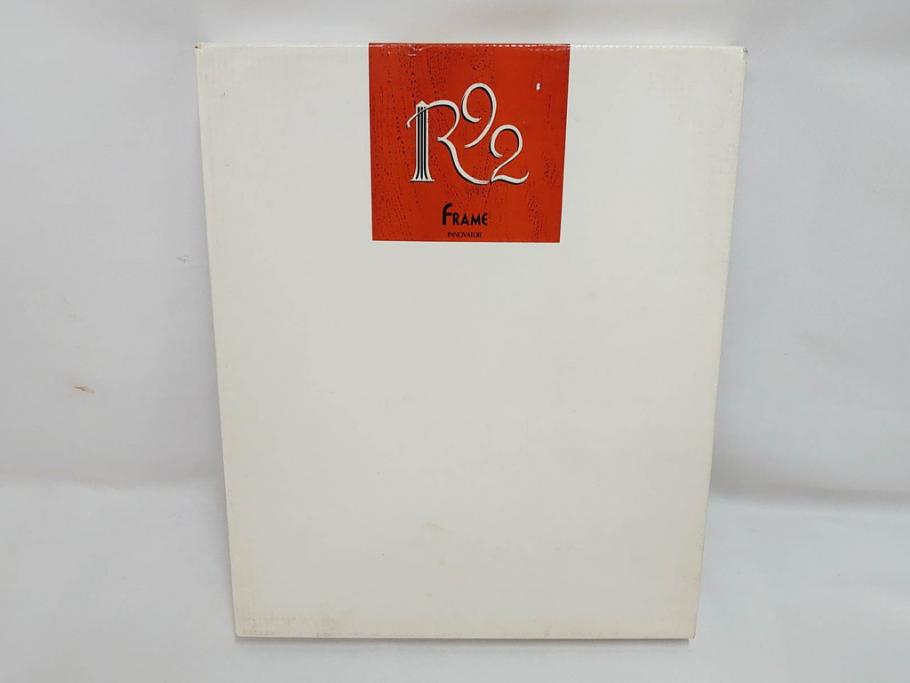 R92
FRAME
INNOVATOR